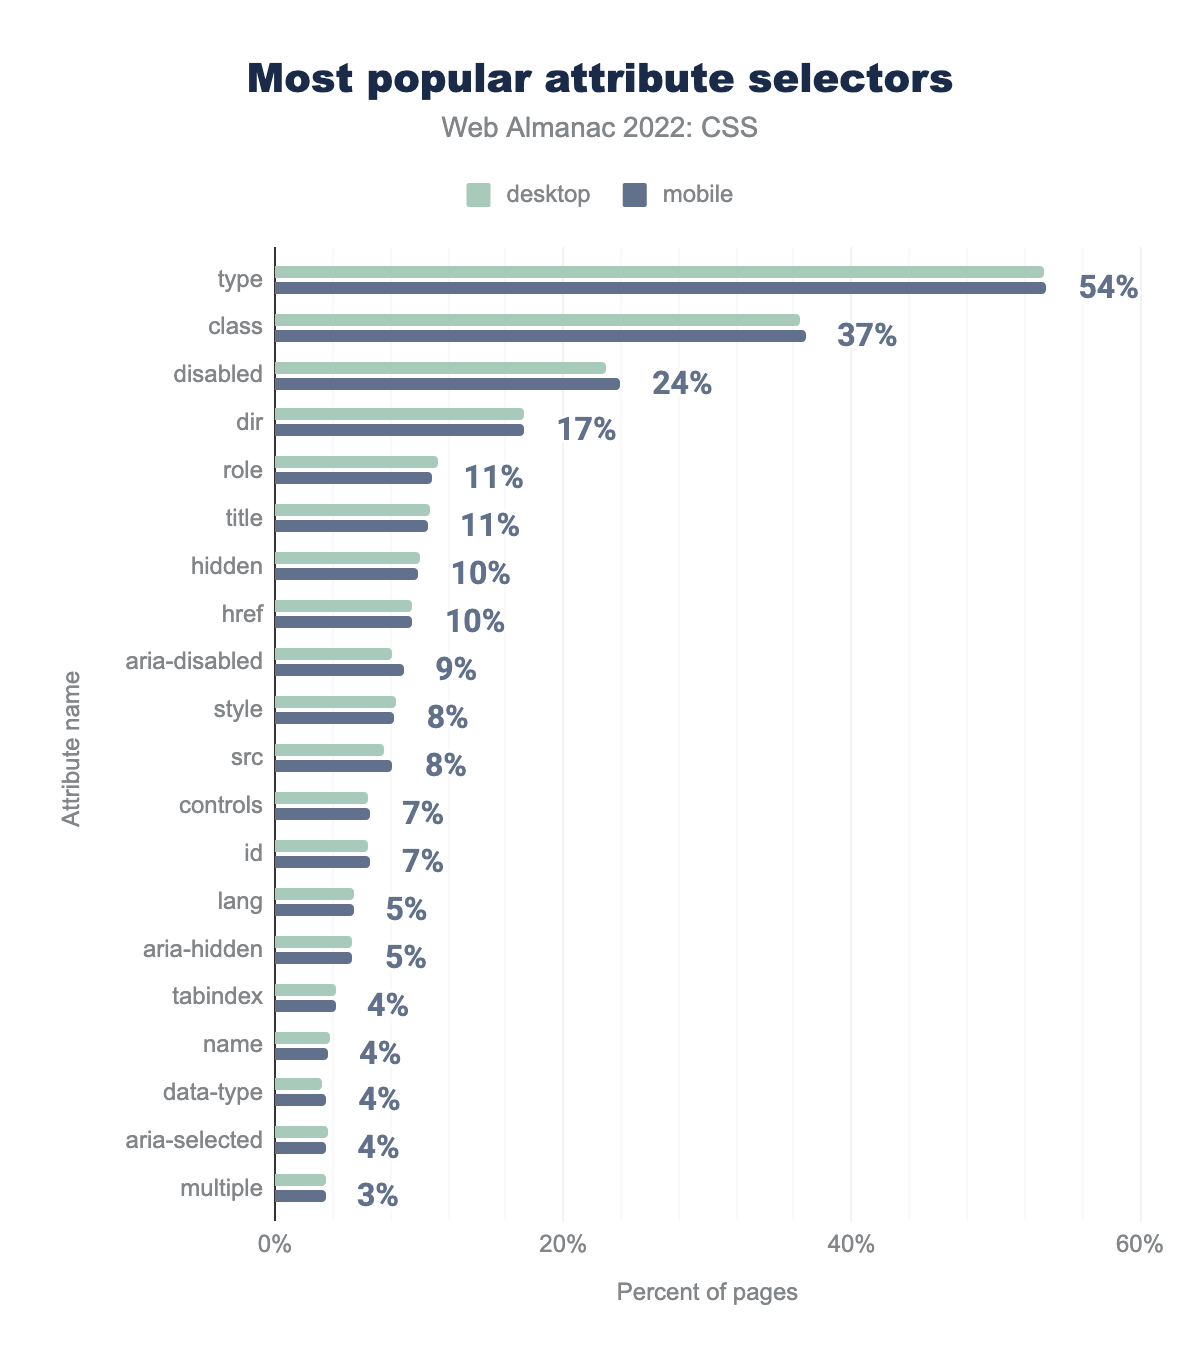 Most popular attribute selectors
Web Almanac 2022: CSS
desktop mobile
type 54%
class 37%
disabled 24%
dir 17%
role 11%
title 11%
hidden 10%
href 10%
aria-disabled 9%
style 8%
src 8%
controls 7%
id 7%
lang 5%
aria-hidden 5%
tabindex 4%
name 4%
data-type 4%
aria-selected 4%
multiple 3%
Attribute name
0% 20% 40% 60%
Percent of pages